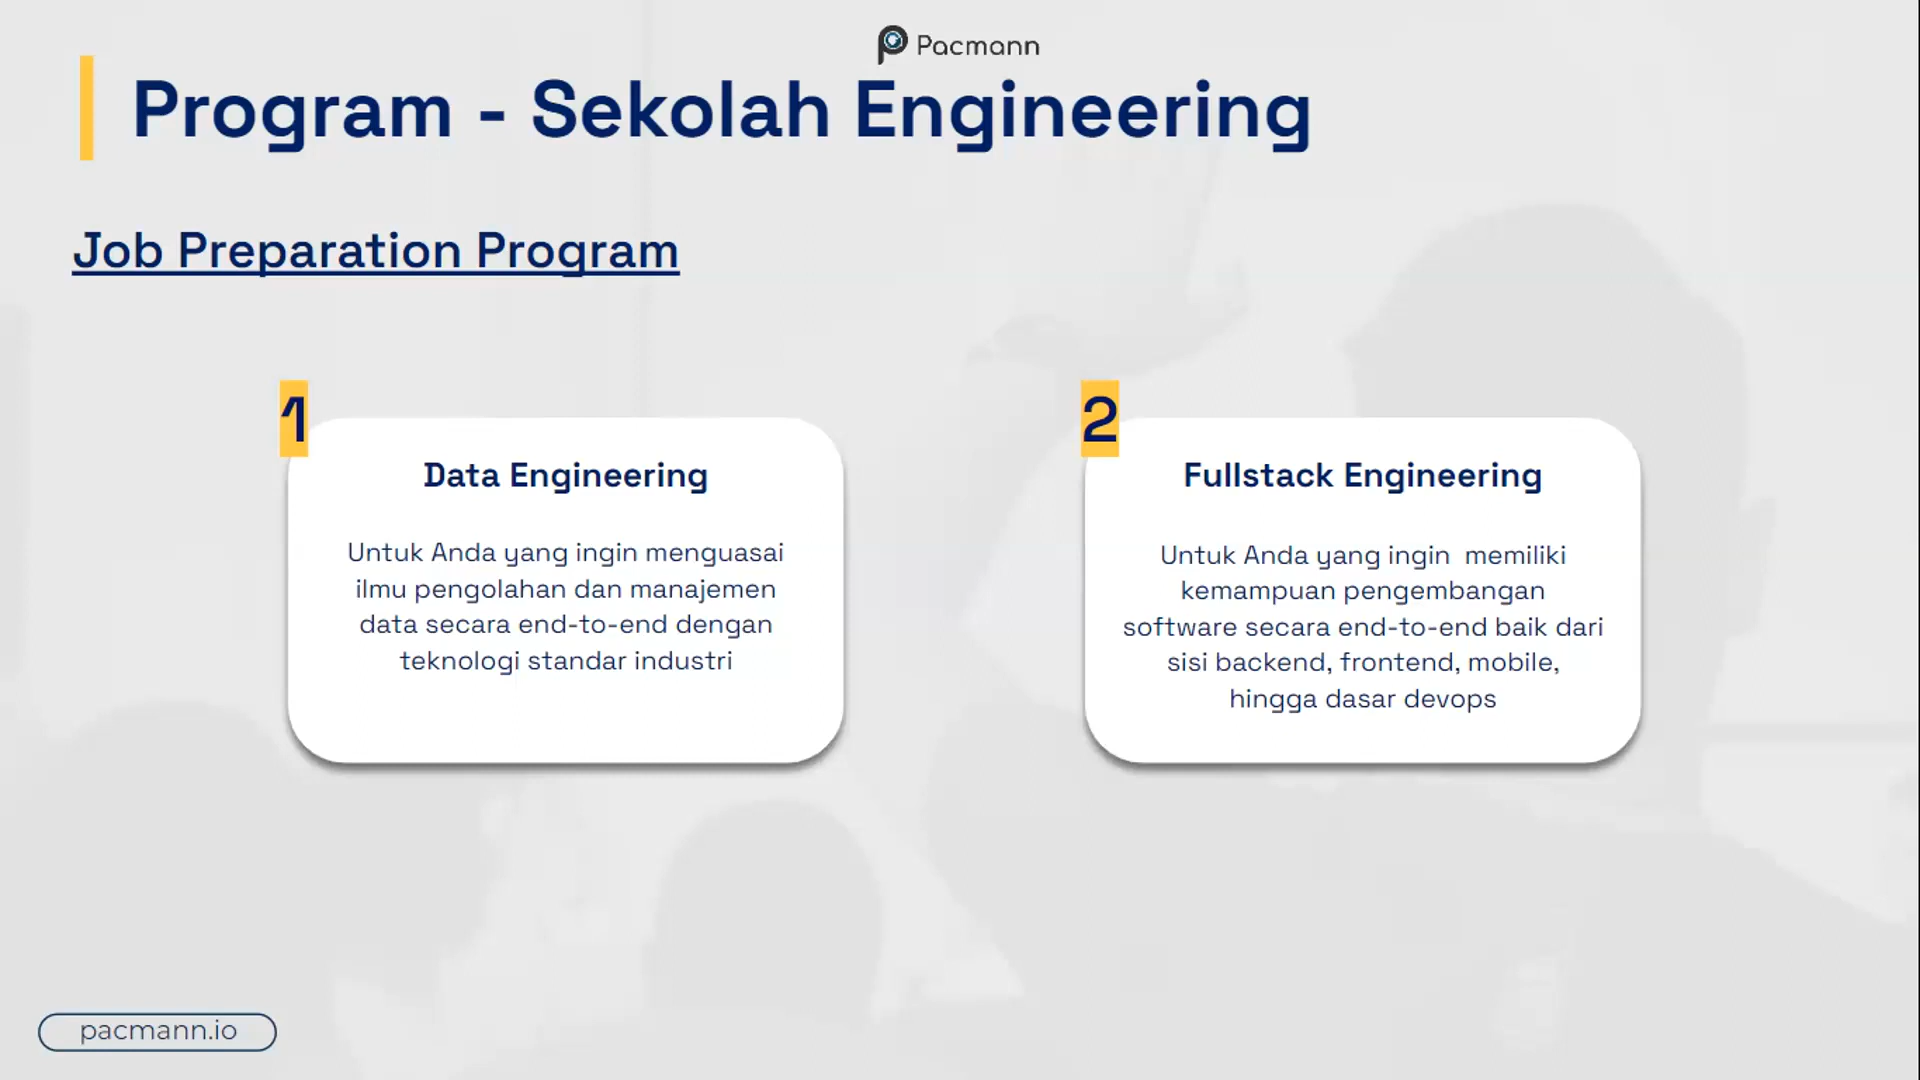 Pacmann
Program - Sekolah Engineering
Job Preparation Program
1
Data Engineering
Untuk Anda yang ingin menguasai
ilmu pengolahan dan manajemen
data secara end-to-end dengan
teknologi standar industri
2
Fullstack Engineering
Untuk Anda yang ingin  memiliki
kemampuan pengembangan
software secara end-to-end baik dari
sisi backend, frontend, mobile,
hingga dasar devops
pacmann.io